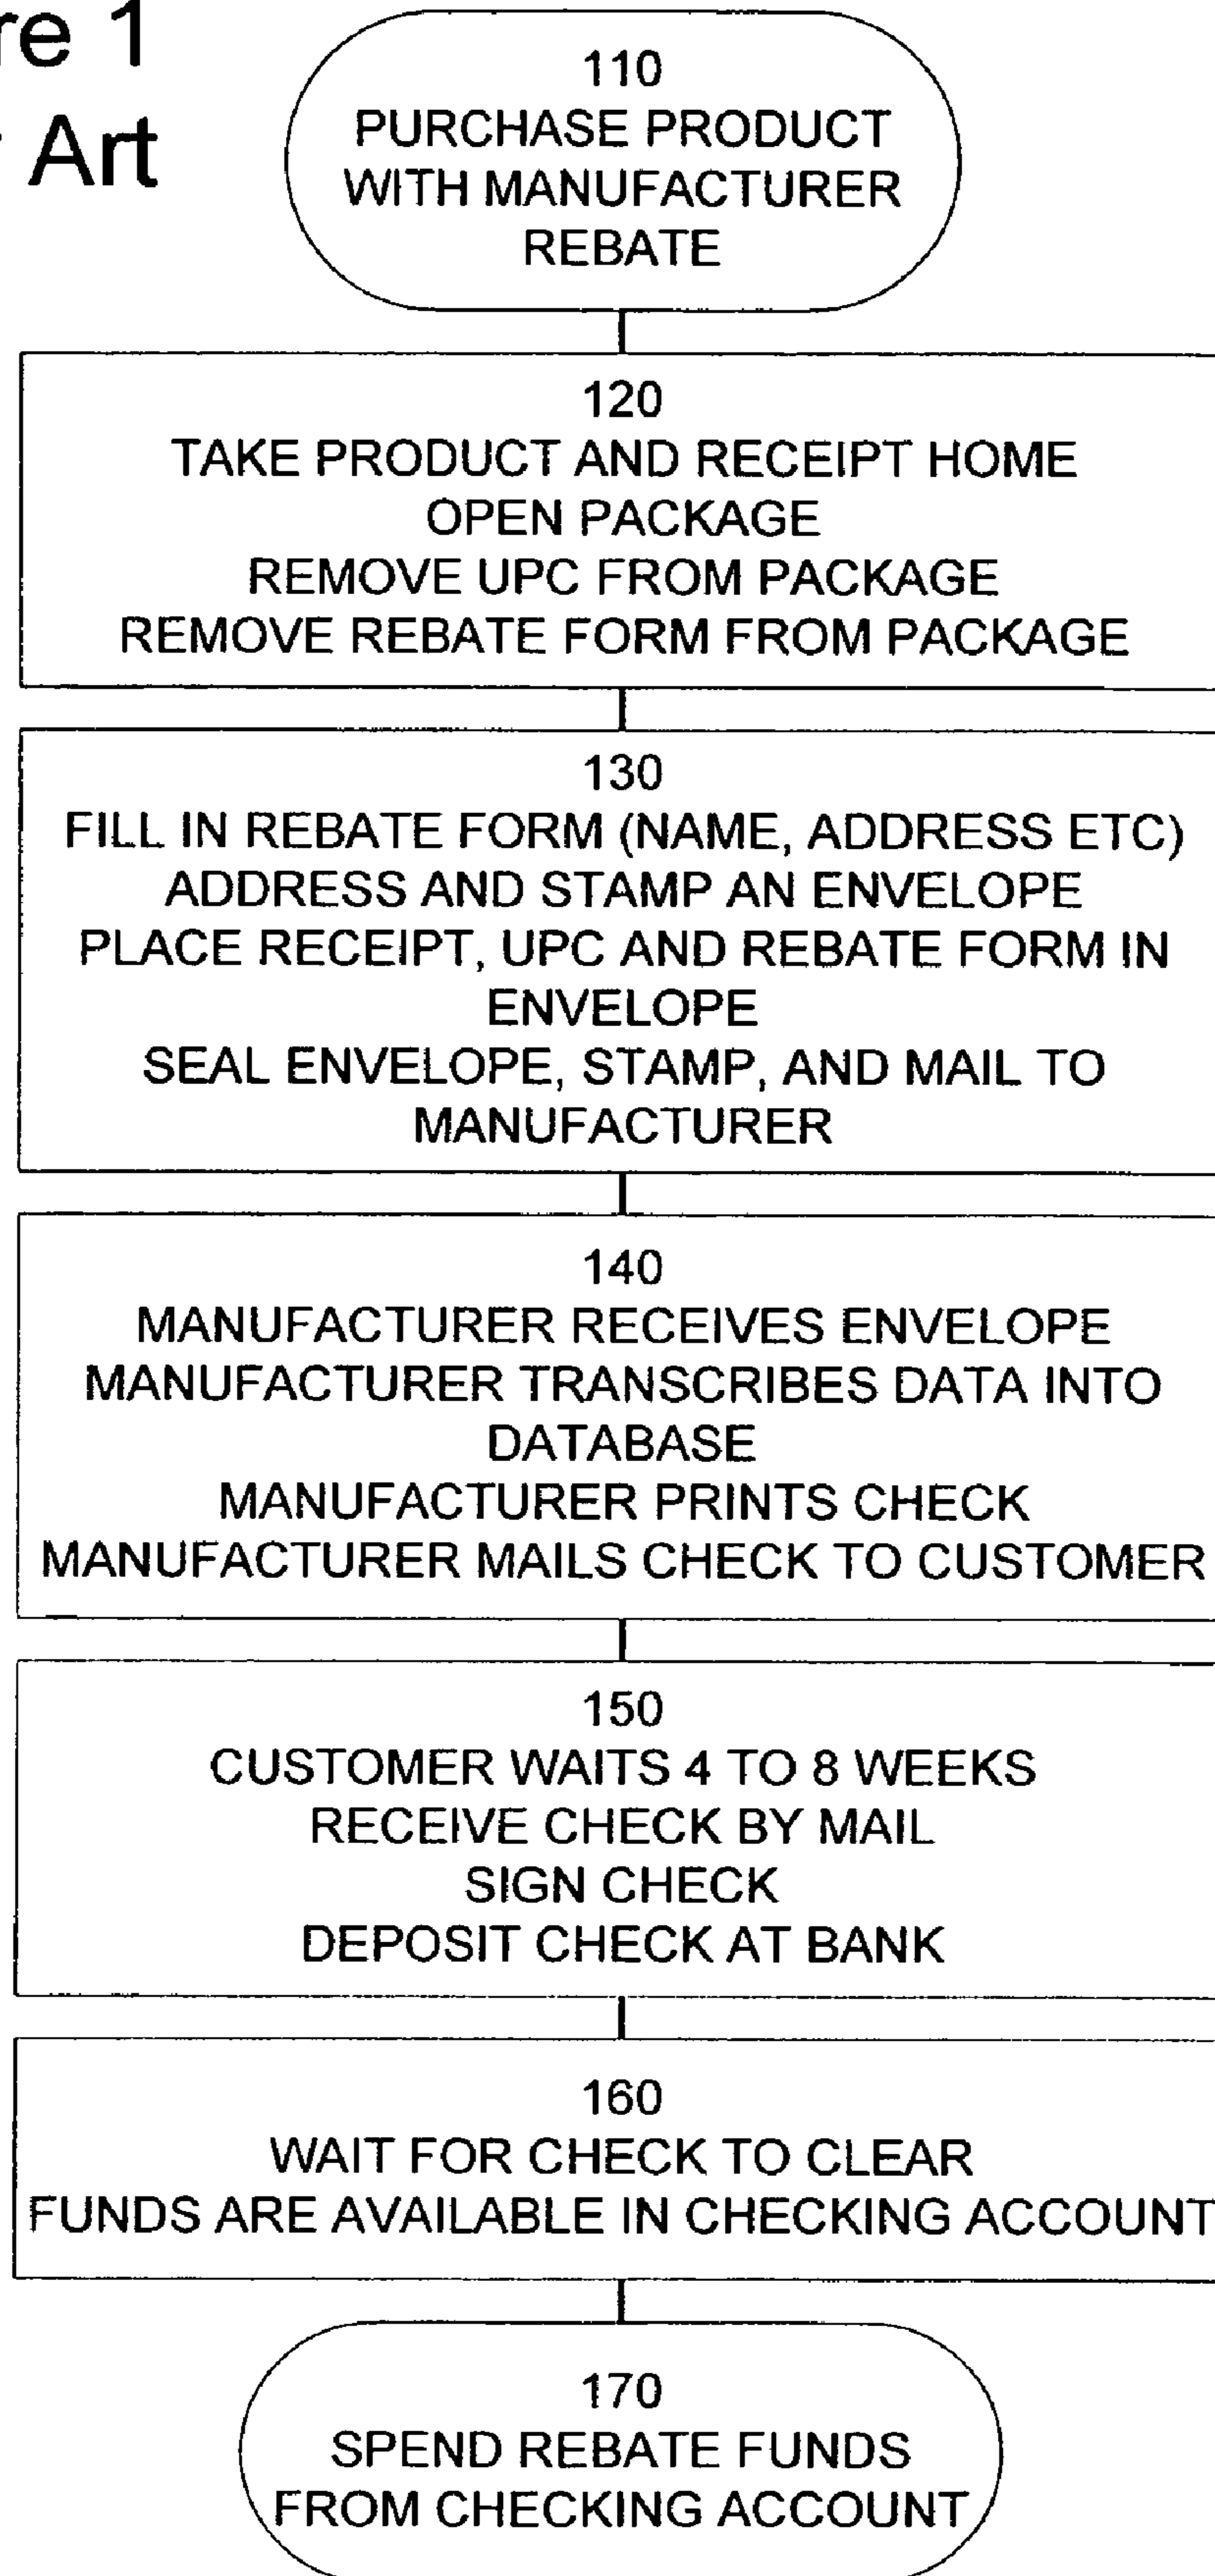 re 1
Art
110
PURCHASE PRODUCT
WITH MANUFACTURER
REBATE
120
TAKE PRODUCT AND RECEIPT HOME
OPEN PACKAGE
REMOVE UPC FROM PACKAGE
REMOVE REBATE FORM FROM PACKAGE
130
FILL IN REBATE FORM (NAME, ADDRESS ETC)
ADDRESS AND STAMP AN ENVELOPE
PLACE RECEIPT, UPC AND REBATE FORM IN
ENVELOPE
SEAL ENVELOPE, STAMP, AND MAIL TO
MANUFACTURER
140
MANUFACTURER RECEIVES ENVELOPE
MANUFACTURER TRANSCRIBES DATA INTO
DATABASE
MANUFACTURER PRINTS CHECK
MANUFACTURER MAILS CHECK TO CUSTOMER
150
CUSTOMER WAITS 4 TO 8 WEEKS
RECEIVE CHECK BY MAIL
SIGN CHECK
DEPOSIT CHECK AT BANK
160
WAIT FOR CHECK TO CLEAR
FUNDS ARE AVAILABLE IN CHECKING ACCOUNT
170
SPEND REBATE FUNDS
FROM CHECKING ACCOUNT